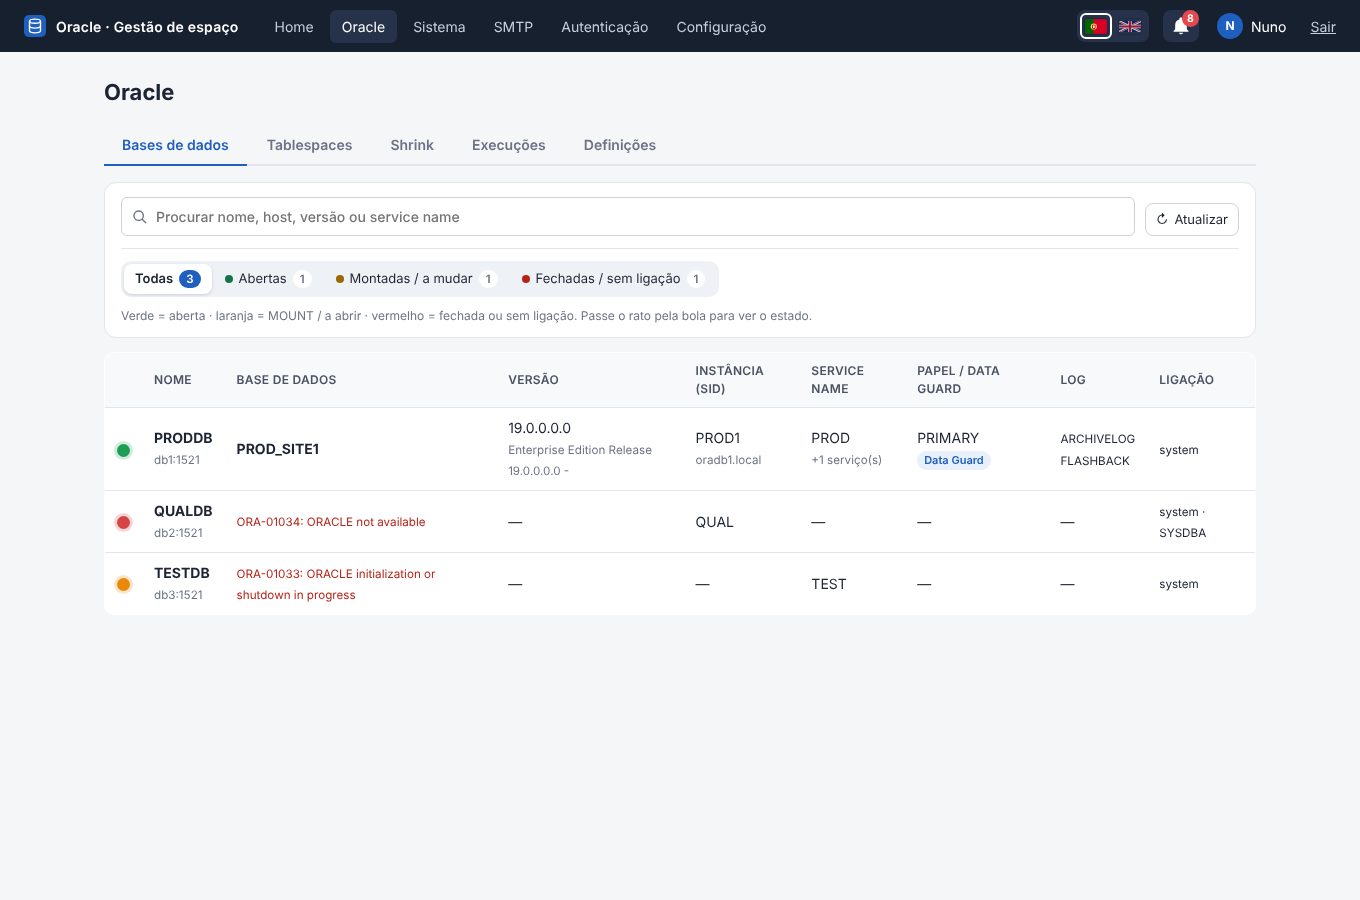 Oracle · Gestão de espaço Home Oracle Sistema SMTP Autenticação Configuração 8 N Nuno Sair
Oracle
Bases de dados Tablespaces Shrink Execuções Definições
Procurar nome, host, versão ou service name Atualizar
Todas 3 Abertas 1 Montadas / a mudar 1 Fechadas / sem ligação 1
Verde = aberta · laranja = MOUNT / a abrir · vermelho = fechada ou sem ligação. Passe o rato pela bola para ver o estado.
NOME BASE DE DADOS VERSÃO INSTÂNCIA (SID) SERVICE NAME PAPEL / DATA GUARD LOG LIGAÇÃO
PRODDB
db1:1521
PROD_SITE1
19.0.0.0.0
Enterprise Edition Release
19.0.0.0.0 -
PROD1
oradb1.local
PROD
+1 serviço(s)
PRIMARY
Data Guard
ARCHIVELOG
FLASHBACK
system
QUALDB
db2:1521
ORA-01034: ORACLE not available
—
QUAL
—
—
—
system ·
SYSDBA
TESTDB
db3:1521
ORA-01033: ORACLE initialization or
shutdown in progress
—
—
TEST
—
—
system